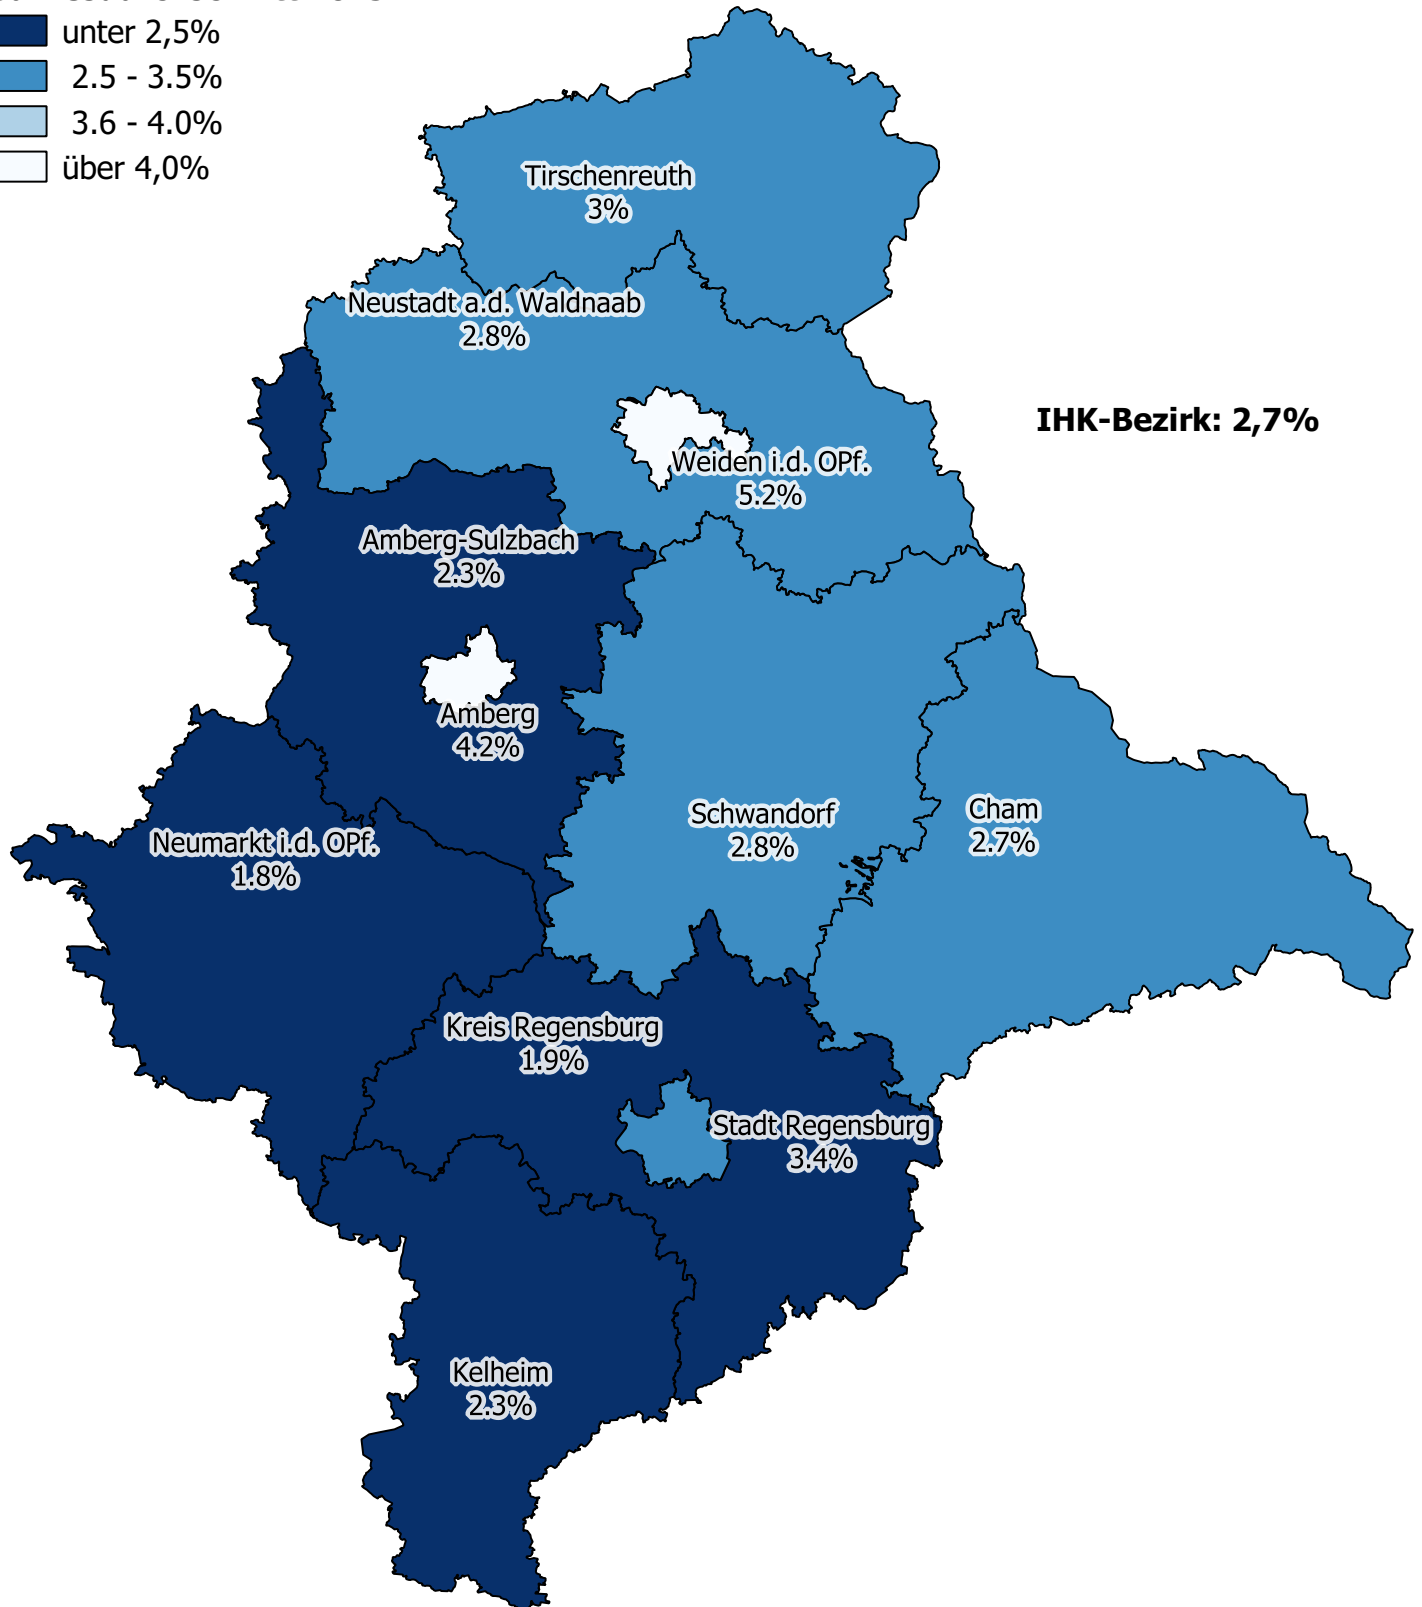 unter 2,5%
2.5 - 3.5%
3.6 - 4.0%
über 4,0%
Tirschenreuth
3%
Neustadt a.d. Waldnaab
2.8%
IHK-Bezirk: 2,7%
Weiden i.d. OPf.
5.2%
Amberg-Sulzbach
2.3%
Amberg
4.2%
Schwandorf
2.8%
Cham
2.7%
Neumarkt i.d. OPf.
1.8%
Kreis Regensburg
1.9%
Stadt Regensburg
3.4%
Kelheim
2.3%